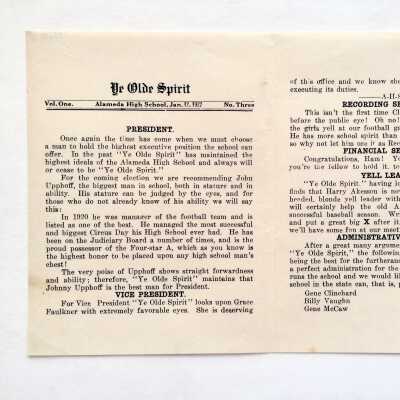 Ye Olde Spirit
Vol. One. Alameda High School, Jan. 17, 1927 No. Three
PRESIDENT.
Once again the time has come when we must choose
a man to hold the highest executive position the school can
offer. In the past "Ye Olde Spirit" has maintained the
highest ideals of the Alameda High School and always will
or cease to be "Ye Olde Spirit."
For the coming election we are recommending John
Upphoff, the biggest man in school, both in stature and in
ability. His stature can be judged by the eyes, and for
those who do not already know of his ability we may say
this:
In 1920 he was manager of the football team and is
listed as one of the best. He managed the most successful
and biggest Circus Day his High School ever had. He has
been on the Judiciary Board a number of times, and is the
proud possessor of the Four-star A, which as you know is
the highest honor to be placed upon any high school man's
chest!
The very poise of Upphoff shows straight forwardness
and ability; therefore, "Ye Olde Spirit" maintains that
Johnny Upphoff is the best man for President.
VICE PRESIDENT.
For Vice President "Ye Olde Spirit" looks upon Grace
Faulkner with extremely favorable eyes. She is deserving
of this office and we know she
executing its duties.
—A-H-S
RECORDING SE
This isn't the first time Cl
before the public eye! Oh no!
the girls yell at our football ga
He has more school spirit than
so why not let him one it as Rec
FINANCIAL SE
Congratulations, Ham! Yo
you're the fellow to hold it. to
YELL LEA
"Ye Olde Spirit" having lo
finds that Harry Akesson is ne
headed, blonde yell leader with
will certainly help the old A
successful baseball season. Writ
and put a great big X after it,
we'll have some fun at our meet
ADMINISTRATIV
After a great many argumen
"Ye Olde Spirit," the following
being the best for the furtheran
a perfect administration for the
runs the school and we would like
school in the state can, that is, p
Gene Clinchard
Billy Vaughn
Gene McCaw